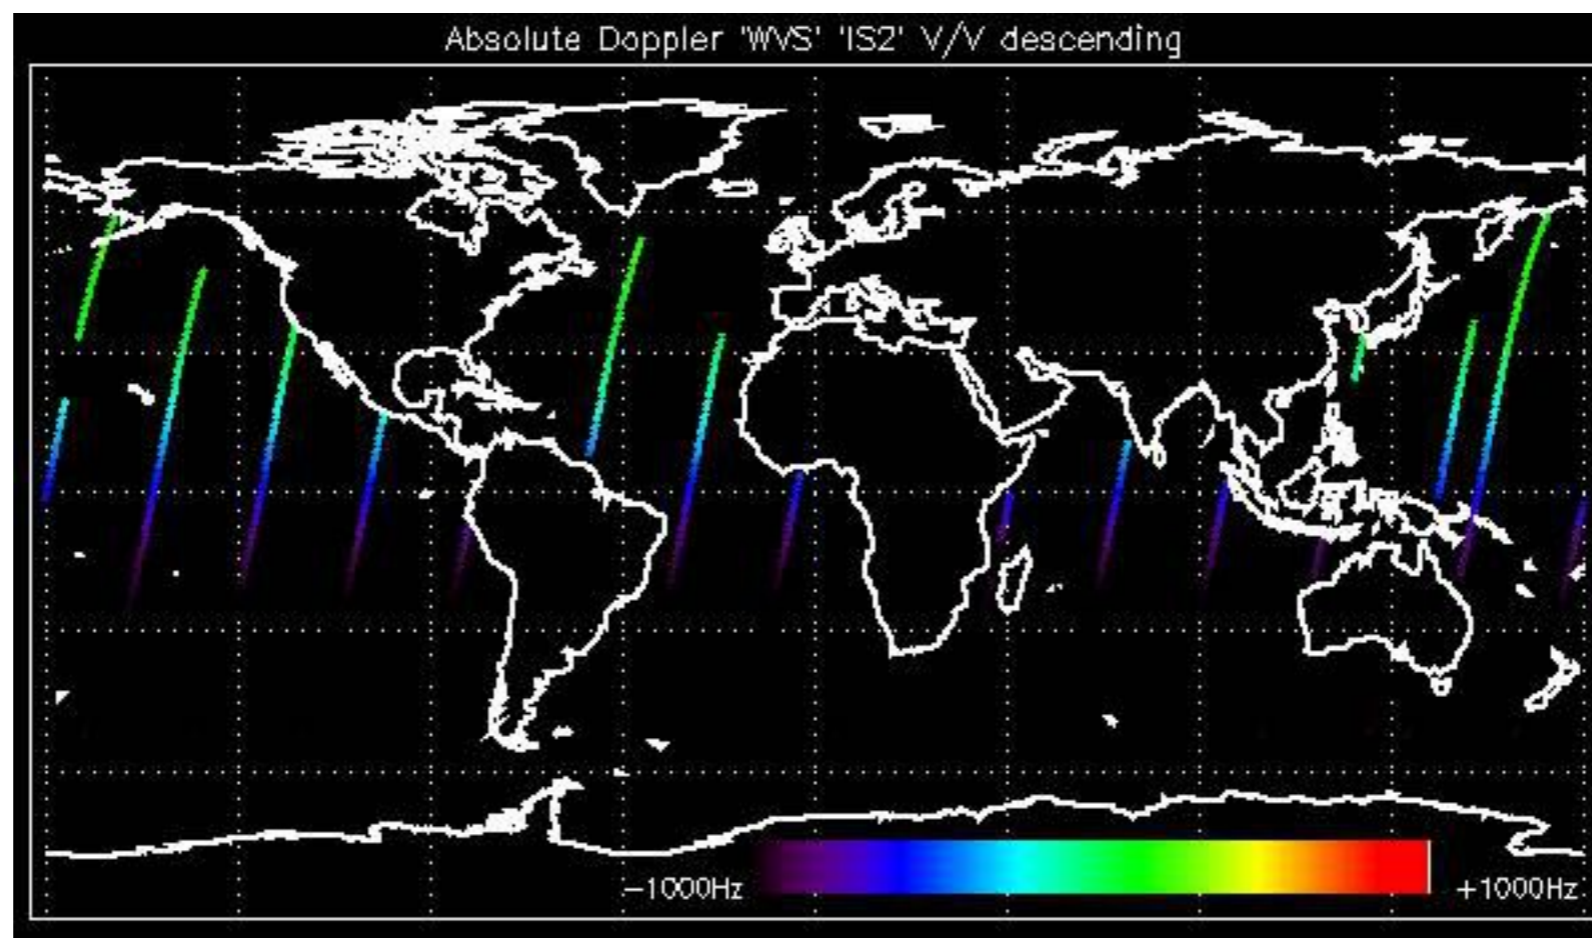 Absolute Doppler 'WVS' 'IS2' V/V descending
-1000Hz +1000Hz